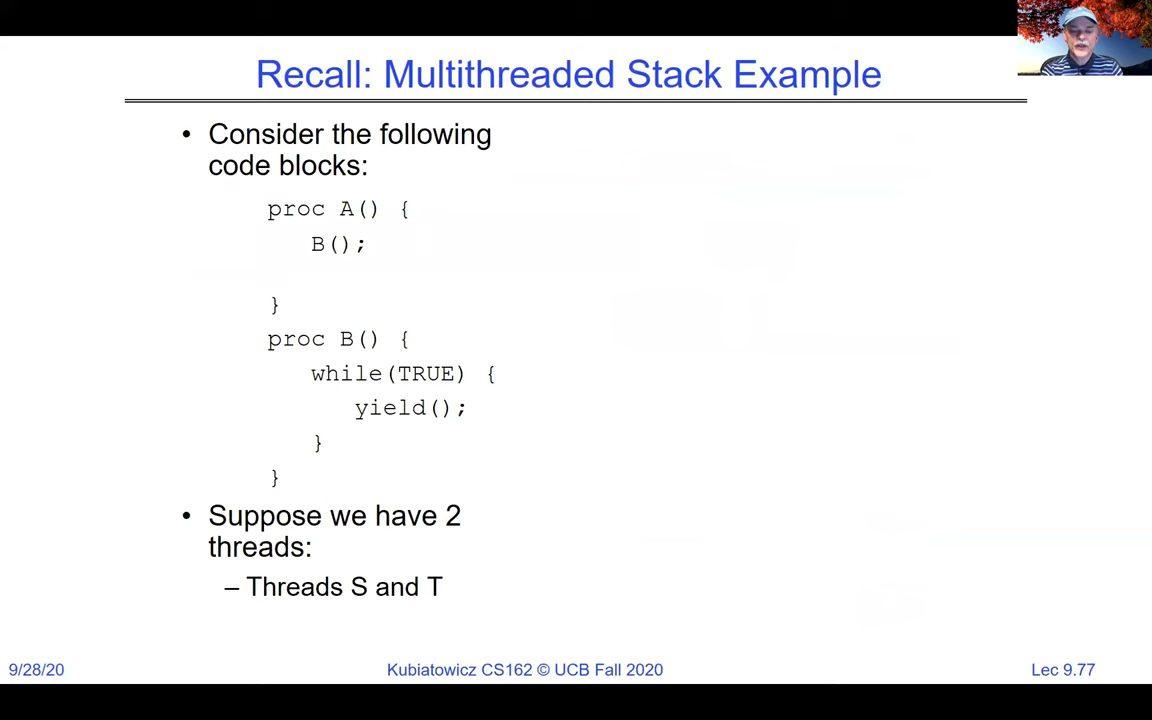 Recall: Multithreaded Stack Example
• Consider the following
code blocks:
proc A() {
B();
}
proc B() {
while(TRUE) {
yield();
}
}
• Suppose we have 2
threads:
– Threads S and T
9/28/20
Kubiatowicz CS162 © UCB Fall 2020
Lec 9.77